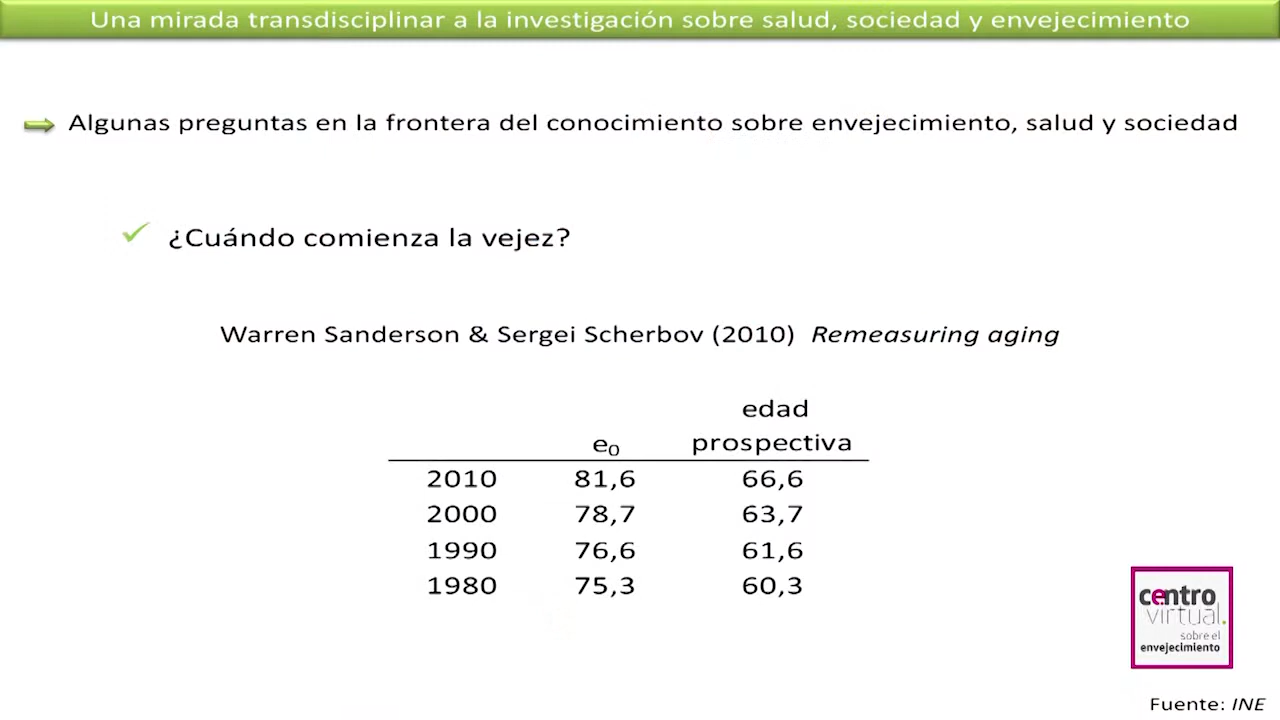 Una mirada transdisciplinar a la investigación sobre salud, sociedad y envejecimiento
Algunas preguntas en la frontera del conocimiento sobre envejecimiento, salud y sociedad
¿Cuándo comienza la vejez?
Warren Sanderson & Sergei Scherbov (2010) Remeasuring aging
edad
e₀ prospectiva
2010 81,6 66,6
2000 78,7 63,7
1990 76,6 61,6
1980 75,3 60,3
centro
virtual.
sobre el
envejecimiento
Fuente: INE